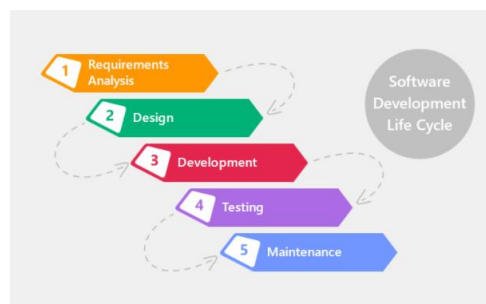 1
Requirements
Analysis
2
Design
3
Development
4
Testing
5
Maintenance
Software
Development
Life Cycle